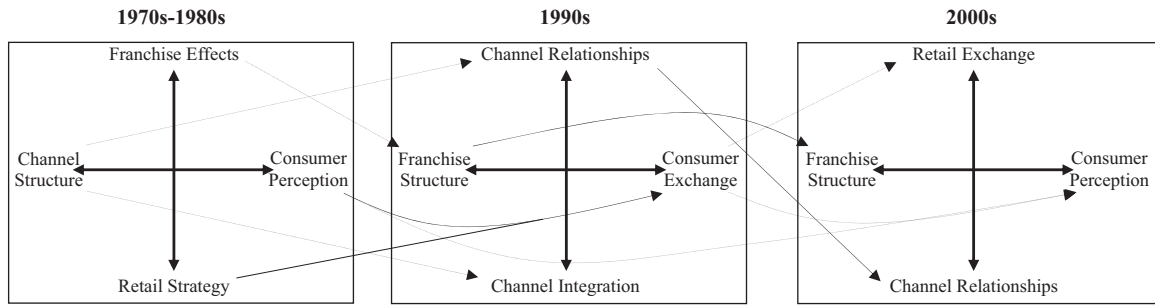 1970s-1980s
1990s
2000s
Franchise Effects
Channel
Structure
Consumer
Perception
Retail Strategy
Channel Relationships
Franchise
Structure
Consumer
Exchange
Channel Integration
Retail Exchange
Franchise
Structure
Consumer
Perception
Channel Relationships